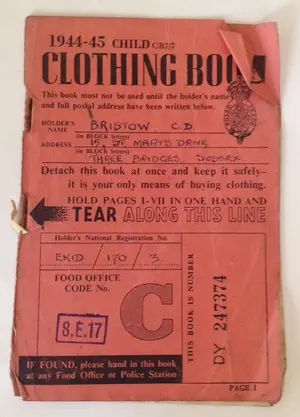 1944-45 CHILD CB2/7
CLOTHING BOOK
This book must not be used until the holder's name
and full postal address have been written below.
HOLDER'S NAME BRISTOW C.D.
(in BLOCK letters)
ADDRESS 15, ST MARYS DRIVE
(in BLOCK letters)
THREE BRIDGES, SUSSEX
Detach this book at once and keep it safely—
it is your only means of buying clothing.
HOLD PAGES I-VII IN ONE HAND AND
TEAR ALONG THIS LINE
Holder's National Registration No.
EKID / 170 / 3
FOOD OFFICE
CODE No.
C
S.E.17
IF FOUND, please hand in this book
at any Food Office or Police Station
THIS BOOK IS NUMBER
DY 247374
PAGE I